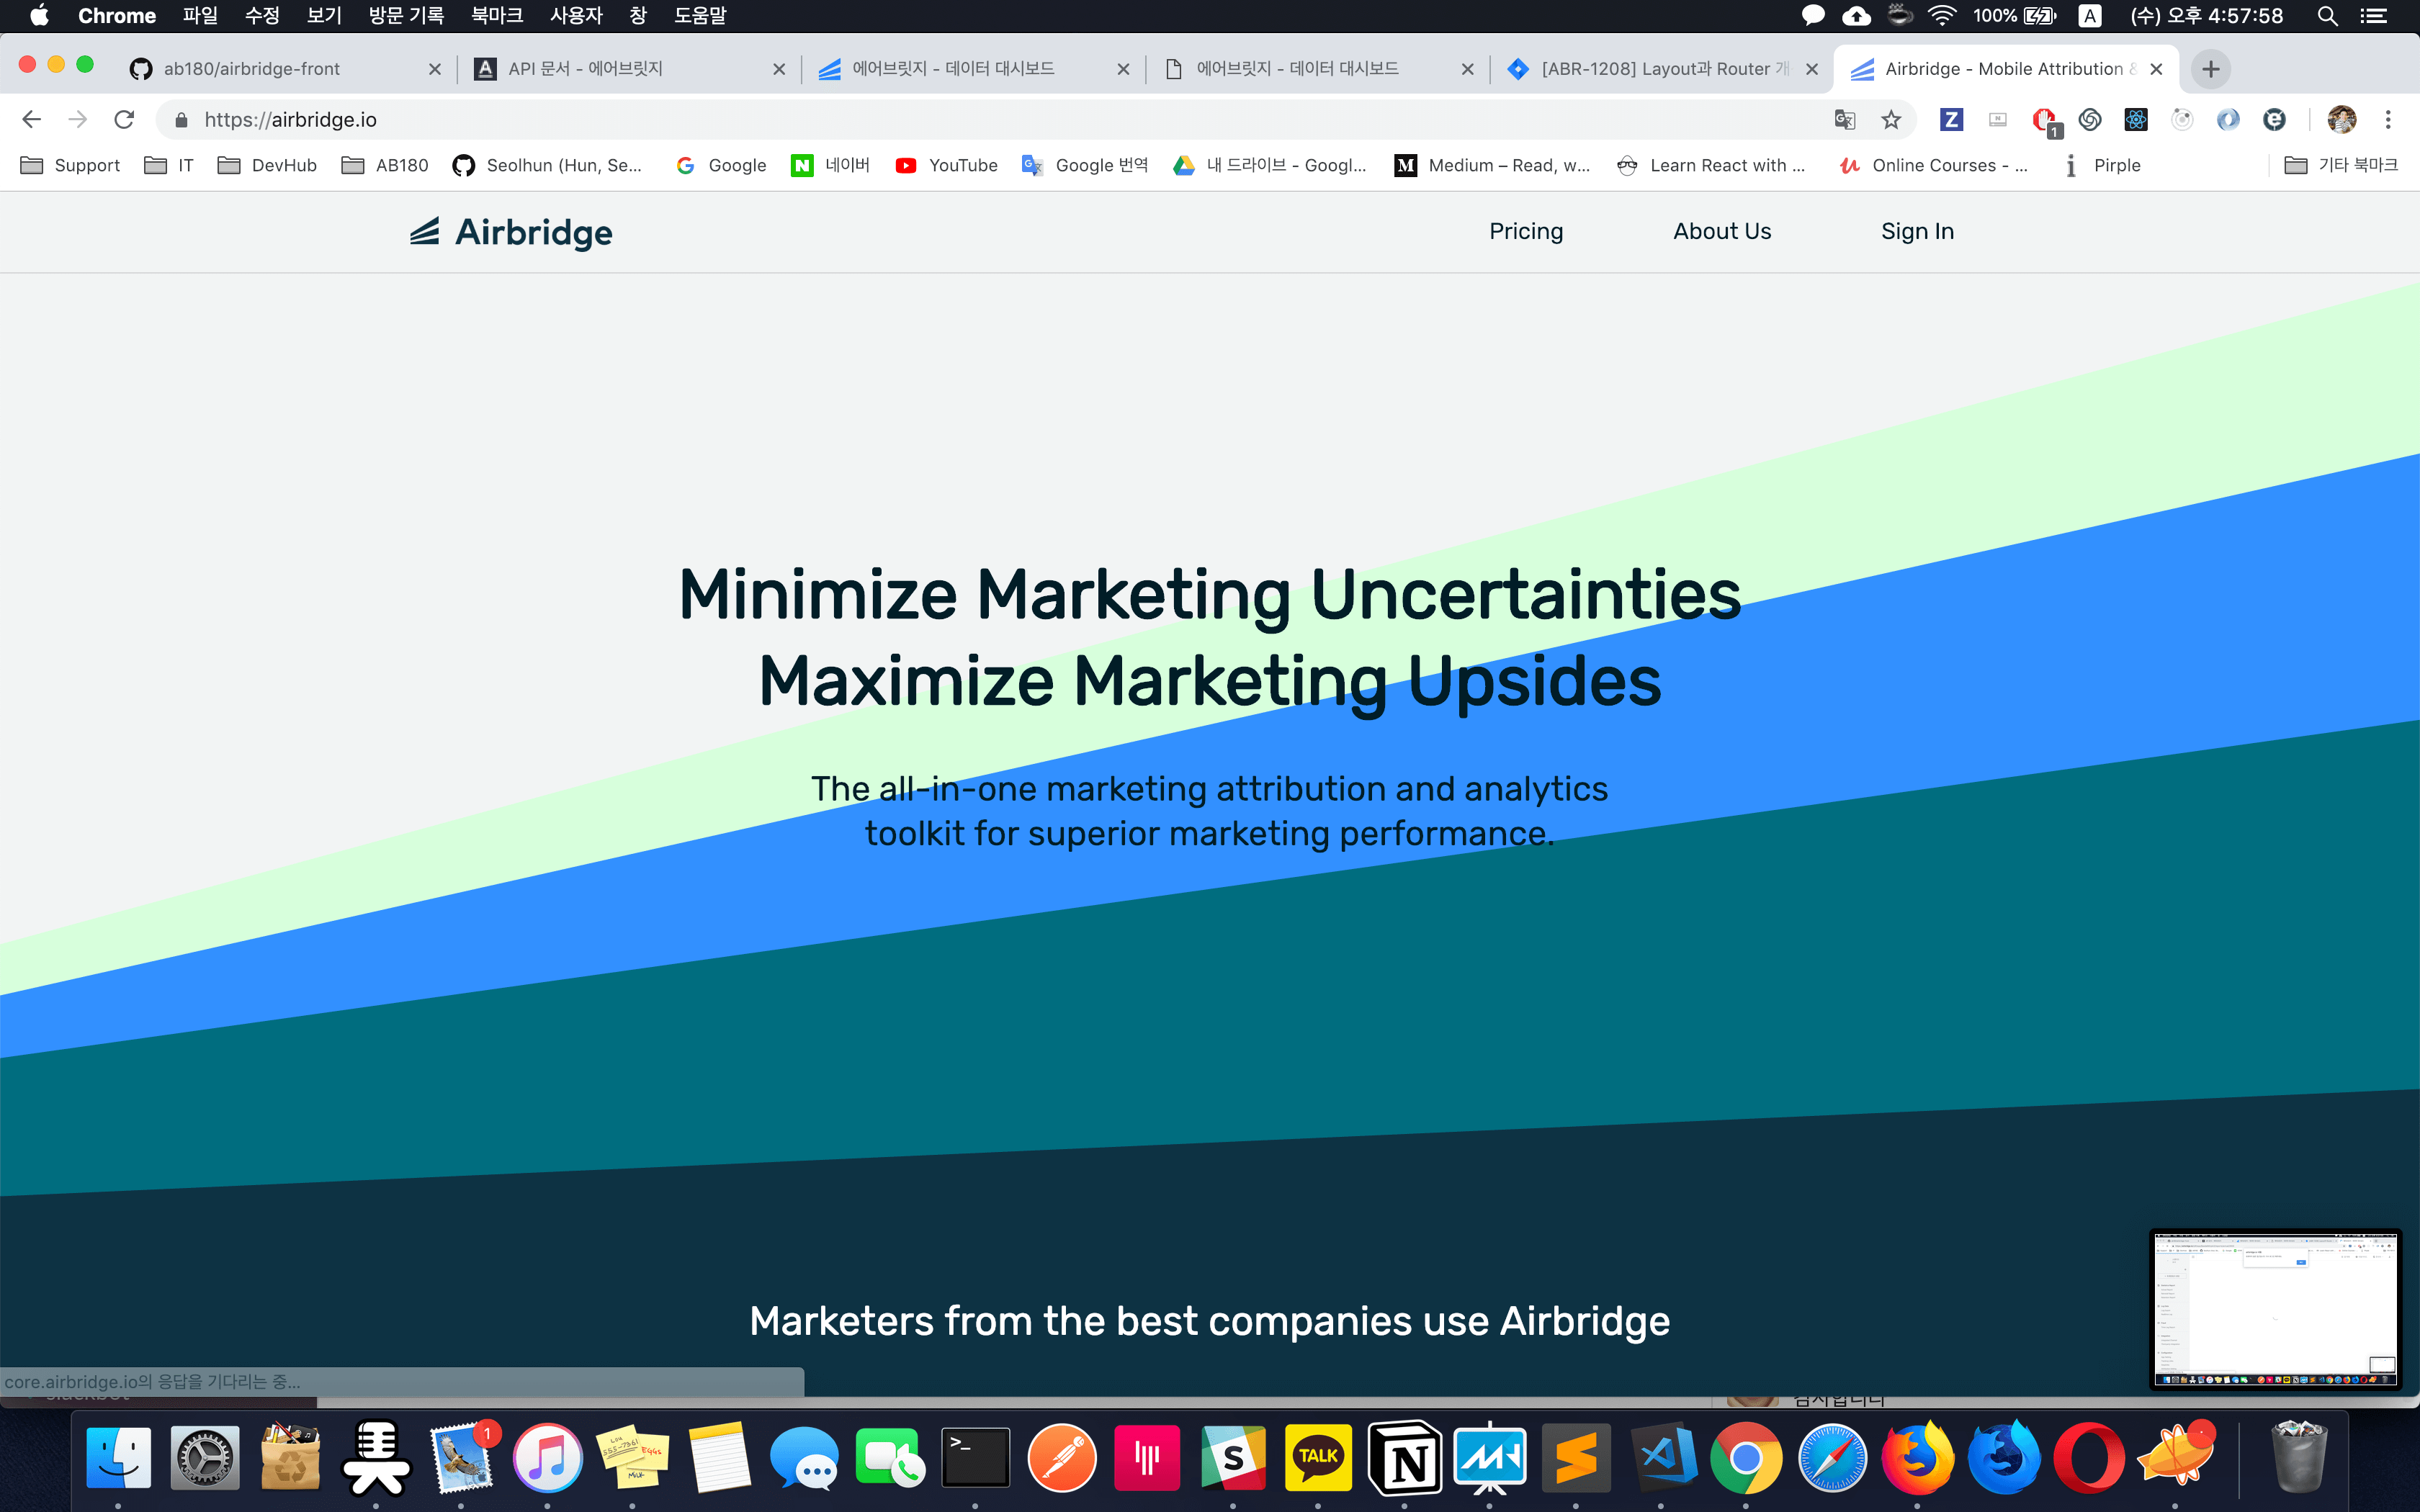 Chrome 파일 수정 보기 방문 기록 북마크 사용자 창 도움말 100% A (수) 오후 4:57:58
ab180/airbridge-front API 문서 - 에어브릿지 에어브릿지 - 데이터 대시보드 에어브릿지 - 데이터 대시보드 [ABR-1208] Layout과 Router 개 Airbridge - Mobile Attribution &
https://airbridge.io 1
Support IT DevHub AB180 Seolhun (Hun, Se... Google 네이버 YouTube Google 번역 내 드라이브 - Googl... Medium – Read, w... Learn React with ... Online Courses - ... Pirple 기타 북마크
Airbridge Pricing About Us Sign In
Minimize Marketing Uncertainties
Maximize Marketing Upsides
The all-in-one marketing attribution and analytics
toolkit for superior marketing performance.
Marketers from the best companies use Airbridge
core.airbridge.io의 응답을 기다리는 중...
slackbot 감사합니다
1 TALK